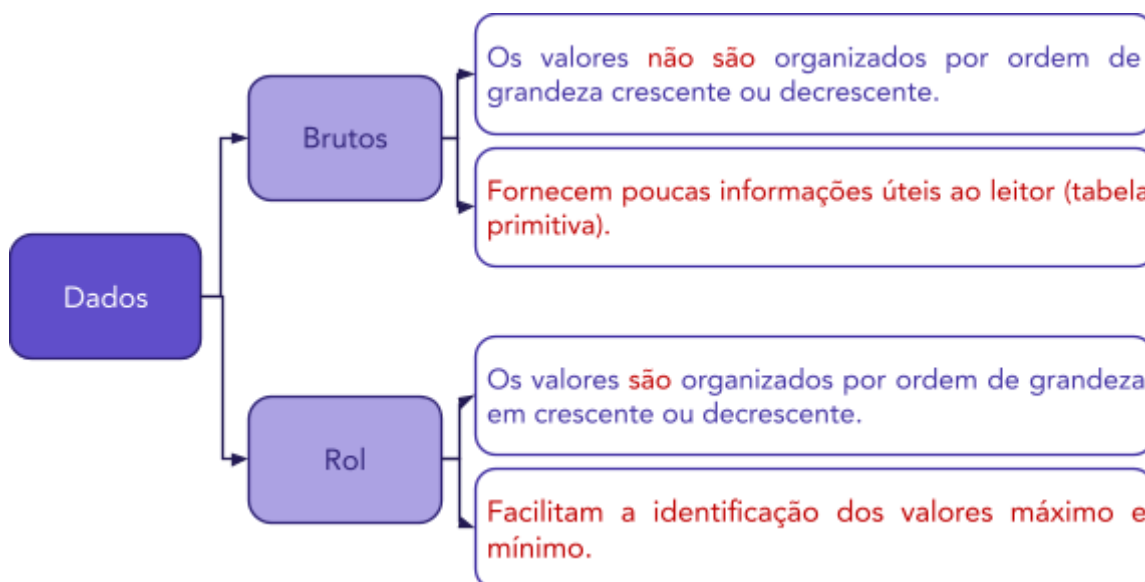 Os valores não são organizados por ordem de
grandeza crescente ou decrescente.
Brutos
Fornecem poucas informações úteis ao leitor (tabela
primitiva).
Dados
Os valores são organizados por ordem de grandeza
em crescente ou decrescente.
Rol
Facilitam a identificação dos valores máximo e
mínimo.